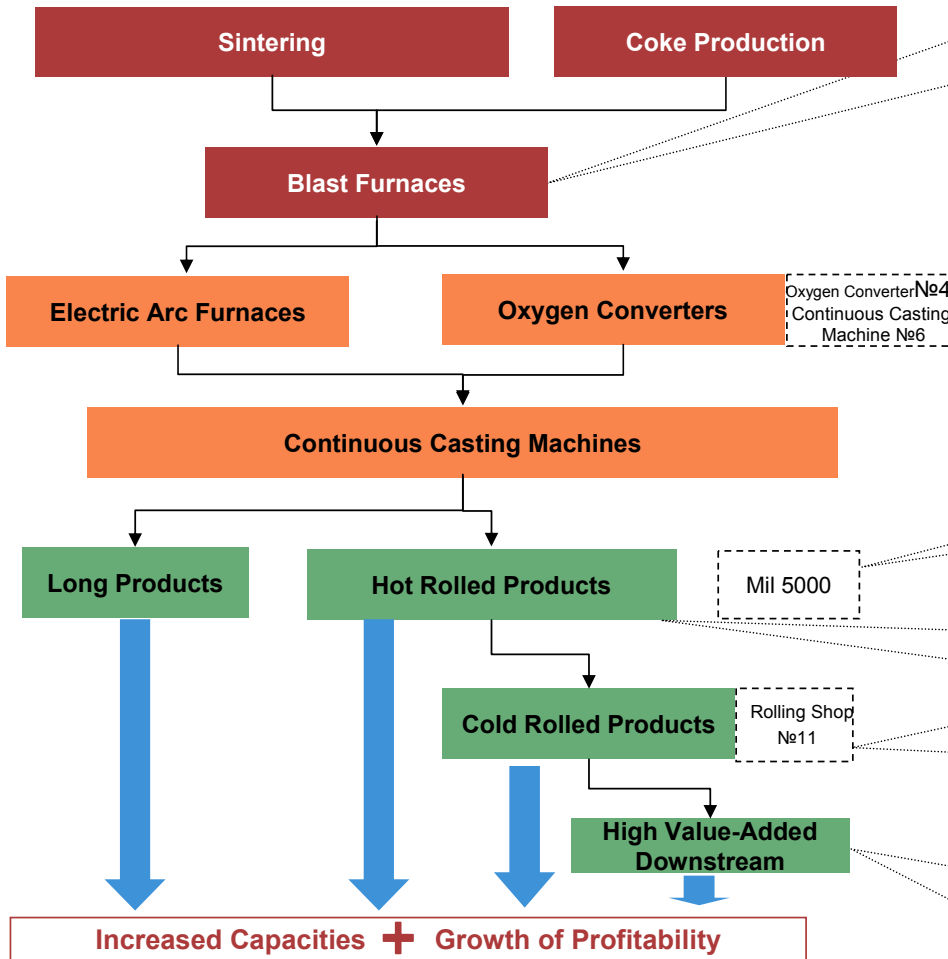 Sintering
Coke Production
Blast Furnaces
Electric Arc Furnaces
Oxygen Converters
Oxygen Converter№4
Continuous Casting
Machine №6
Continuous Casting Machines
Long Products
Hot Rolled Products
Mil 5000
Cold Rolled Products
Rolling Shop
№11
High Value-Added
Downstream
Increased Capacities + Growth of Profitability